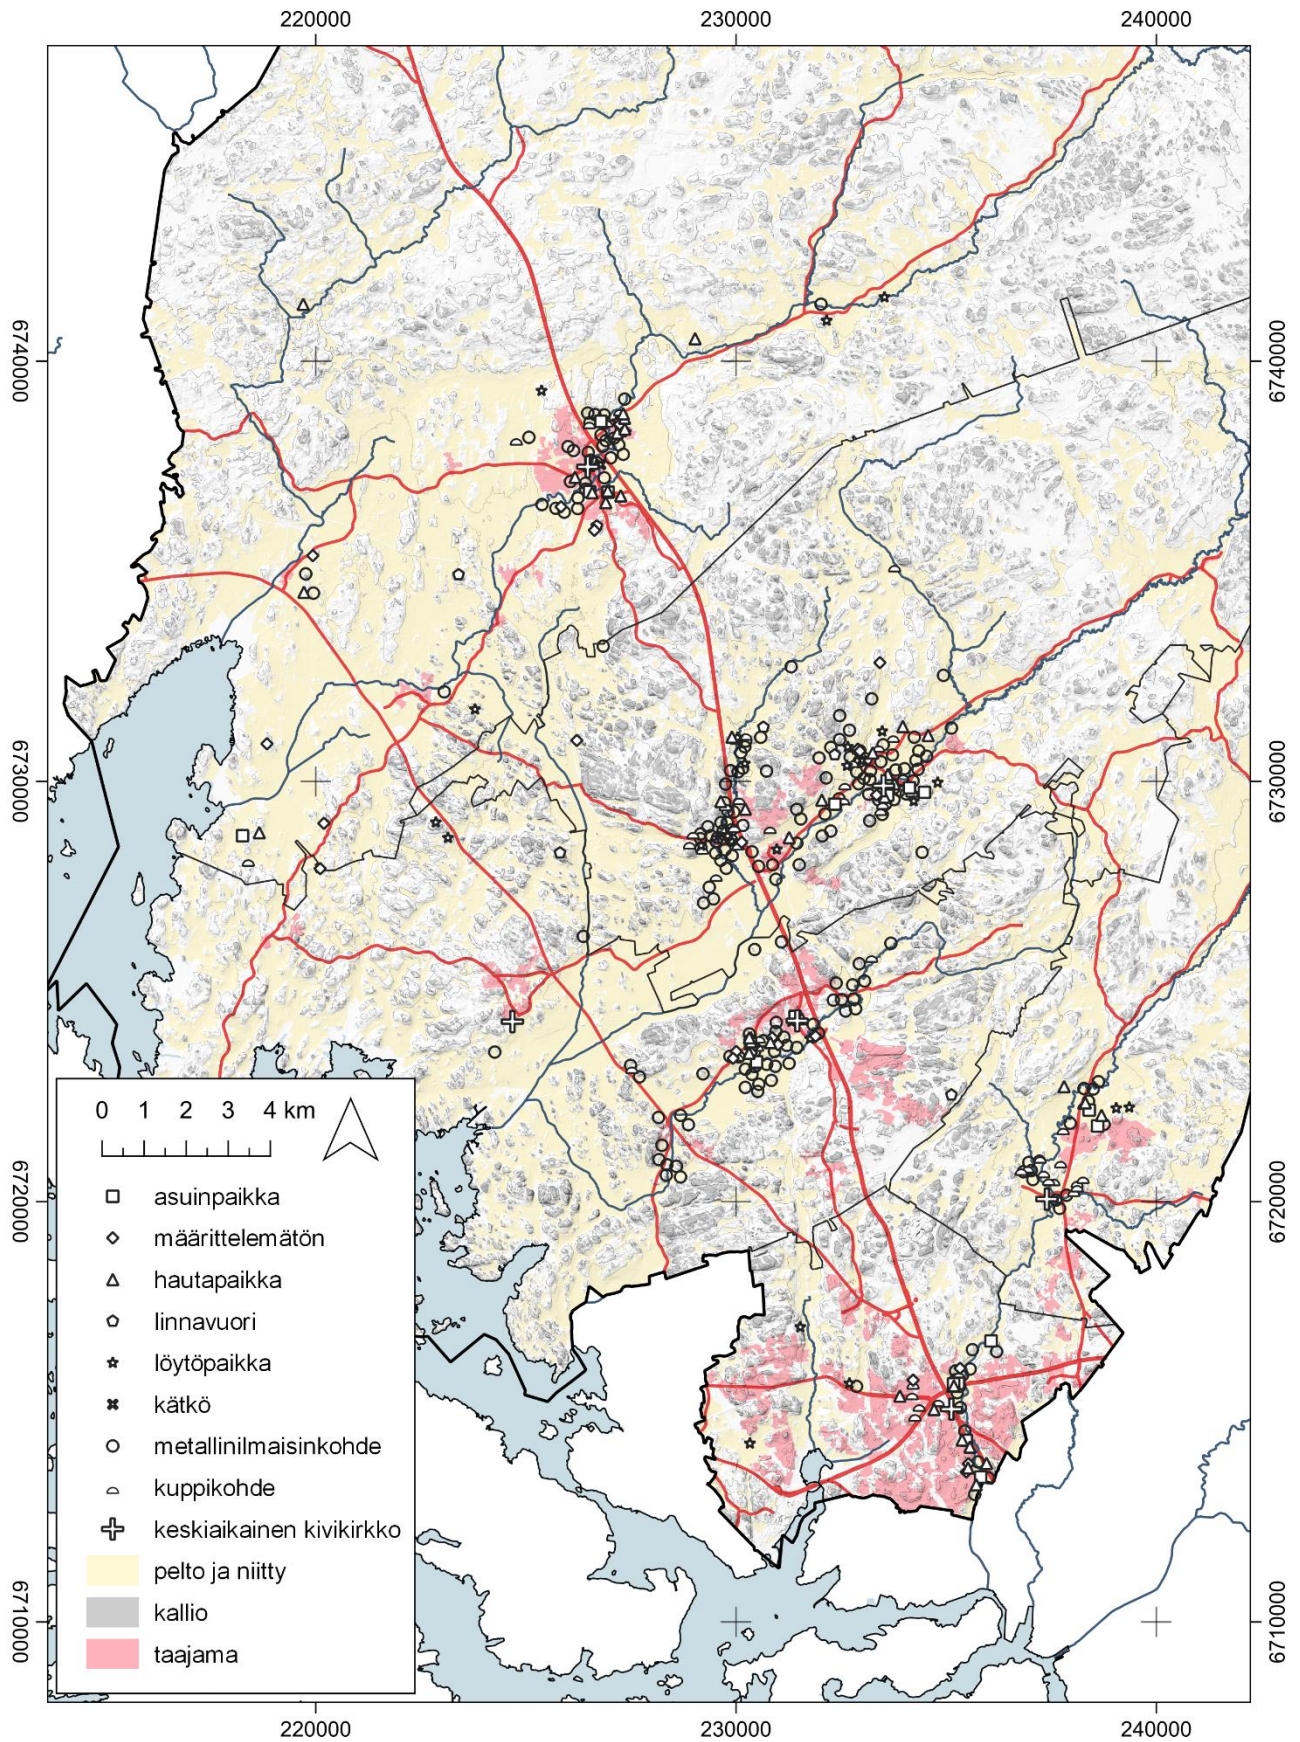 220000 230000 240000
6740000 6740000
6730000 6730000
0 1 2 3 4 km
asuinpaikka
määrittelemätön
hautapaikka
linnavuori
löytöpaikka
kätkö
metallinilmaisinkohde
kuppikohde
keskiaikainen kivikirkko
pelto ja niitty
kallio
taajama
6720000 6720000
6710000 6710000
220000 230000 240000